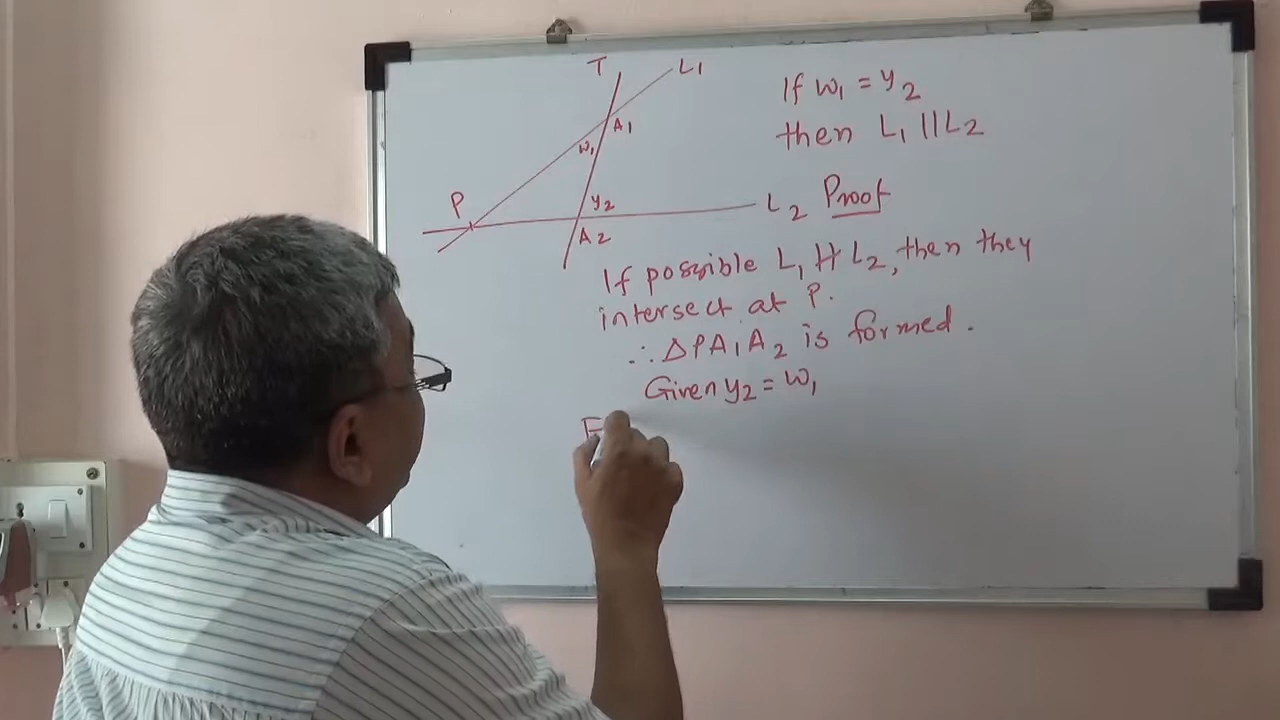 T
L₁
A₁
W₁
P
y₂
A₂
L₂
If w₁ = y₂
then L₁ || L₂
Proof
If possible L₁ ∦ L₂, then they
intersect at P.
∴ ΔPA₁A₂ is formed.
Given y₂ = w₁